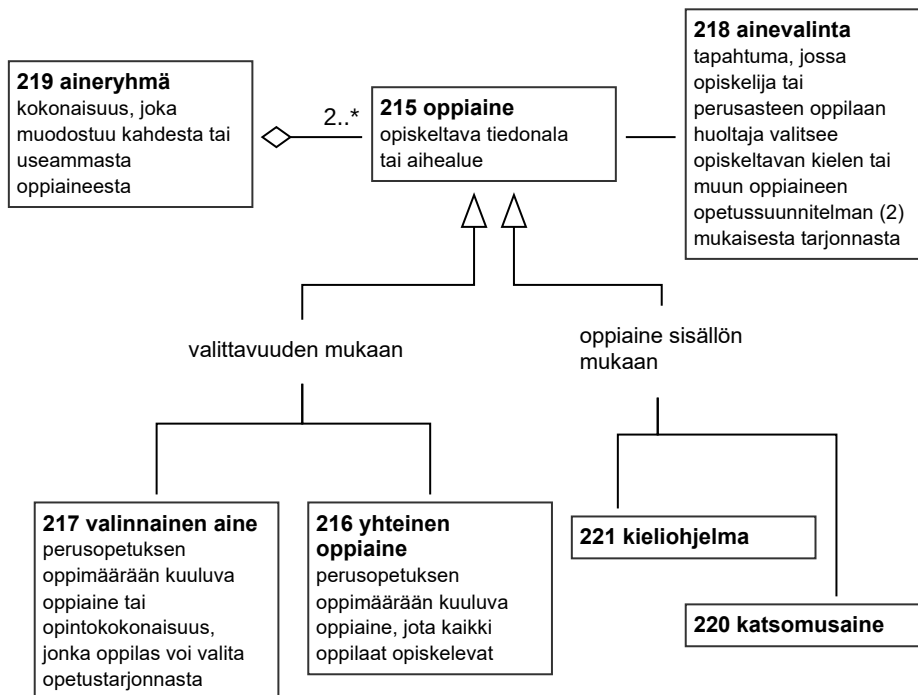 219 aineryhmä
kokonaisuus, joka
muodostuu kahdesta tai
useammasta
oppiaineesta
2..*
215 oppiaine
opiskeltava tiedonala
tai aihealue
218 ainevalinta
tapahtuma, jossa
opiskelija tai
perusasteen oppilaan
huoltaja valitsee
opiskeltavan kielen tai
muun oppiaineen
opetussuunnitelman (2)
mukaisesta tarjonnasta
valittavuuden mukaan
oppiaine sisällön
mukaan
217 valinnainen aine
perusopetuksen
oppimäärään kuuluva
oppiaine tai
opintokokonaisuus,
jonka oppilas voi valita
opetustarjonnasta
216 yhteinen
oppiaine
perusopetuksen
oppimäärään kuuluva
oppiaine, jota kaikki
oppilaat opiskelevat
221 kieliohjelma
220 katsomusaine